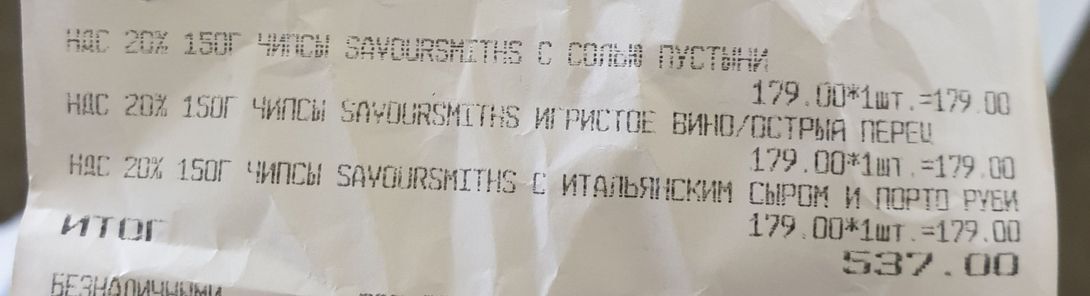 НДС 20% 150Г ЧИПСЫ SAVOURSMITHS С СОЛЬЮ ПУСТЫНИ
179.00*1шт.=179.00
НДС 20% 150Г ЧИПСЫ SAVOURSMITHS ИГРИСТОЕ ВИНО/ОСТРЫЙ ПЕРЕЦ
179.00*1шт.=179.00
НДС 20% 150Г ЧИПСЫ SAVOURSMITHS С ИТАЛЬЯНСКИМ СЫРОМ И ПОРТО РУБИ
179.00*1шт.=179.00
ИТОГ
537.00
БЕЗНАЛИЧНЫМИ